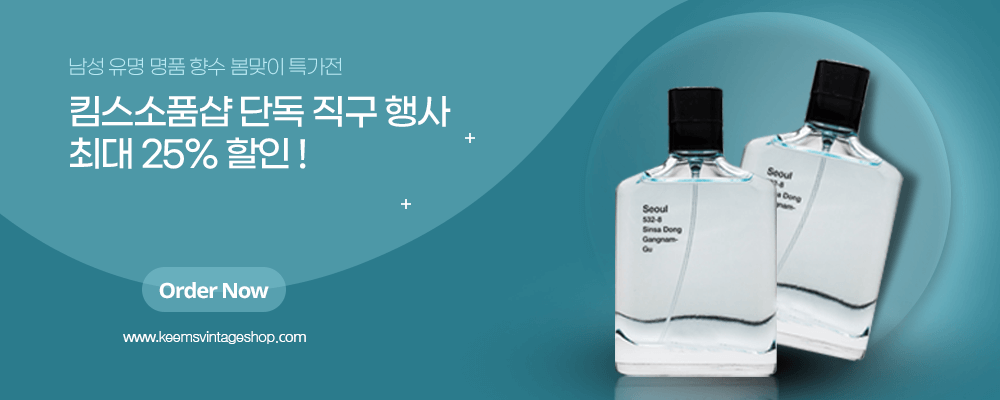 남성 유명 명품 향수 봄맞이 특가전
킴스소품샵 단독 직구 행사
최대 25% 할인 !
Order Now
www.keemsvintageshop.com
Seoul
532-8
Sinsa Dong
Gangnam-
Gu
Seoul
-8
a Dong
nam-